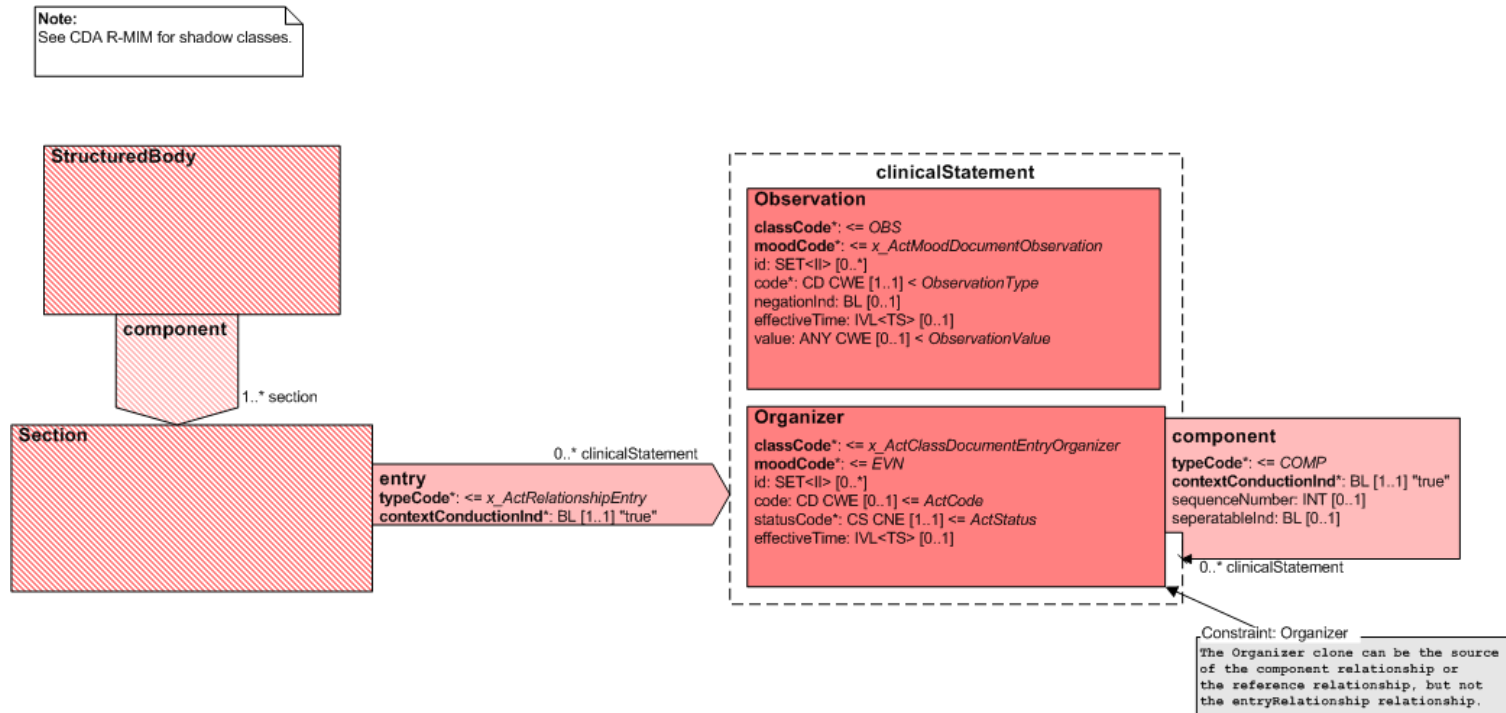 Note:
See CDA R-MIM for shadow classes.
StructuredBody
component
1..* section
Section
0..* clinicalStatement
entry
typeCode*: <= x_ActRelationshipEntry
contextConductionInd*: BL [1..1] "true"
clinicalStatement
Observation
classCode*: <= OBS
moodCode*: <= x_ActMoodDocumentObservation
id: SET<II> [0..*]
code*: CD CWE [1..1] < ObservationType
negationInd: BL [0..1]
effectiveTime: IVL<TS> [0..1]
value: ANY CWE [0..1] < ObservationValue
Organizer
classCode*: <= x_ActClassDocumentEntryOrganizer
moodCode*: <= EVN
id: SET<II> [0..*]
code: CD CWE [0..1] <= ActCode
statusCode*: CS CNE [1..1] <= ActStatus
effectiveTime: IVL<TS> [0..1]
component
typeCode*: <= COMP
contextConductionInd*: BL [1..1] "true"
sequenceNumber: INT [0..1]
seperatableInd: BL [0..1]
0..* clinicalStatement
Constraint: Organizer
The Organizer clone can be the source
of the component relationship or
the reference relationship, but not
the entryRelationship relationship.